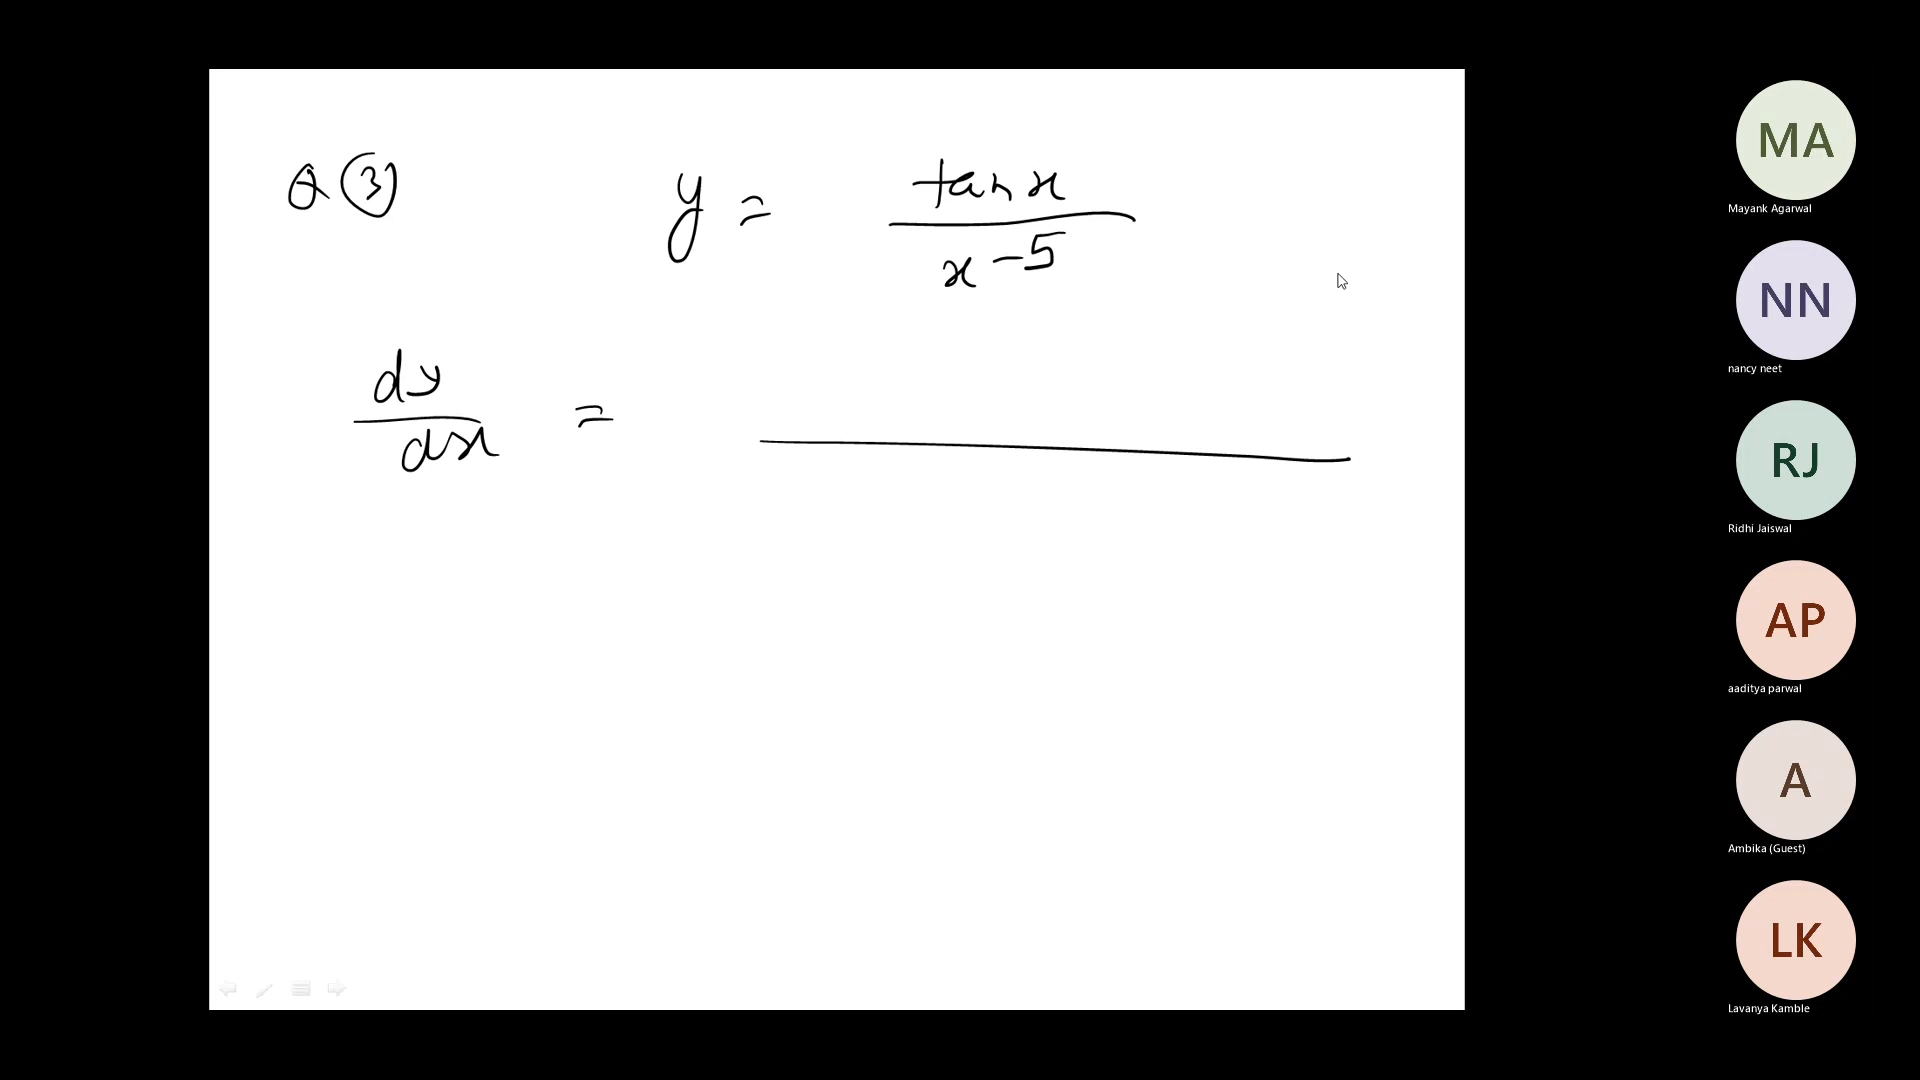 Q 3 y = tan x / x - 5
dy / dx =
MA
Mayank Agarwal
NN
nancy neet
RJ
Ridhi Jaiswal
AP
aaditya parwal
A
Ambika (Guest)
LK
Lavanya Kamble